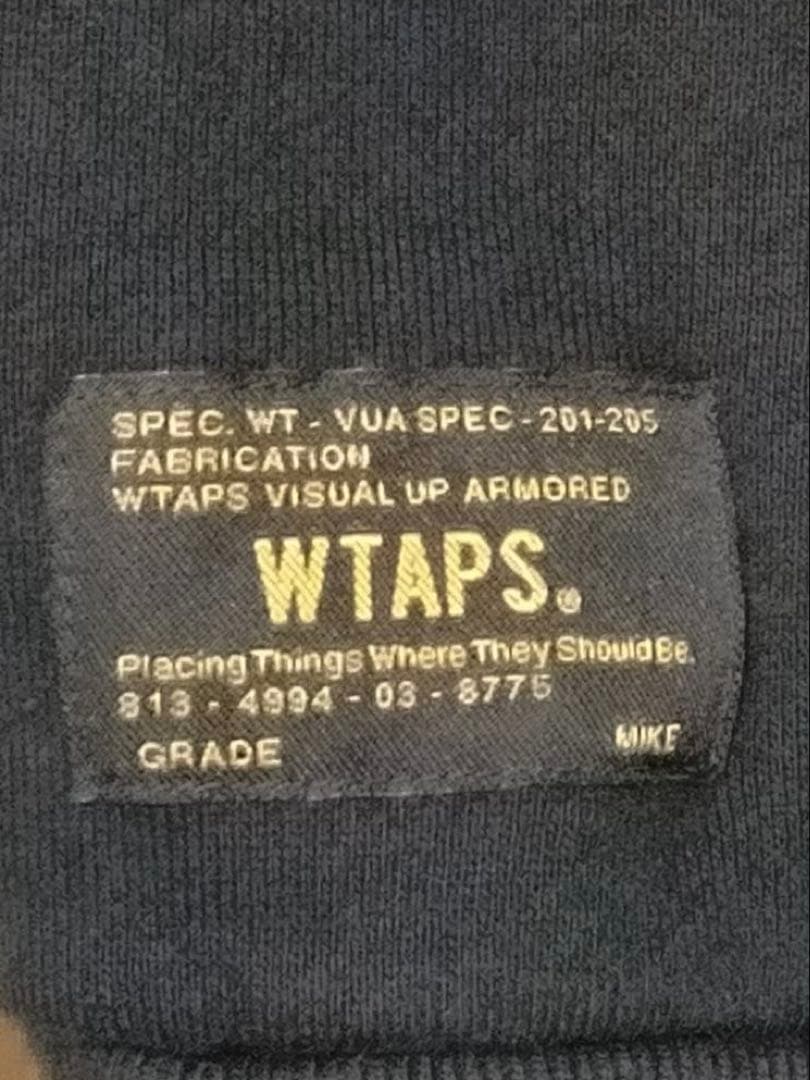 SPEC. WT - VUA SPEC - 201-205
FABRICATION
WTAPS VISUAL UP ARMORED
WTAPS®
Placing Things Where They Should Be.
813 - 4994 - 03 - 8775
GRADE MIKE